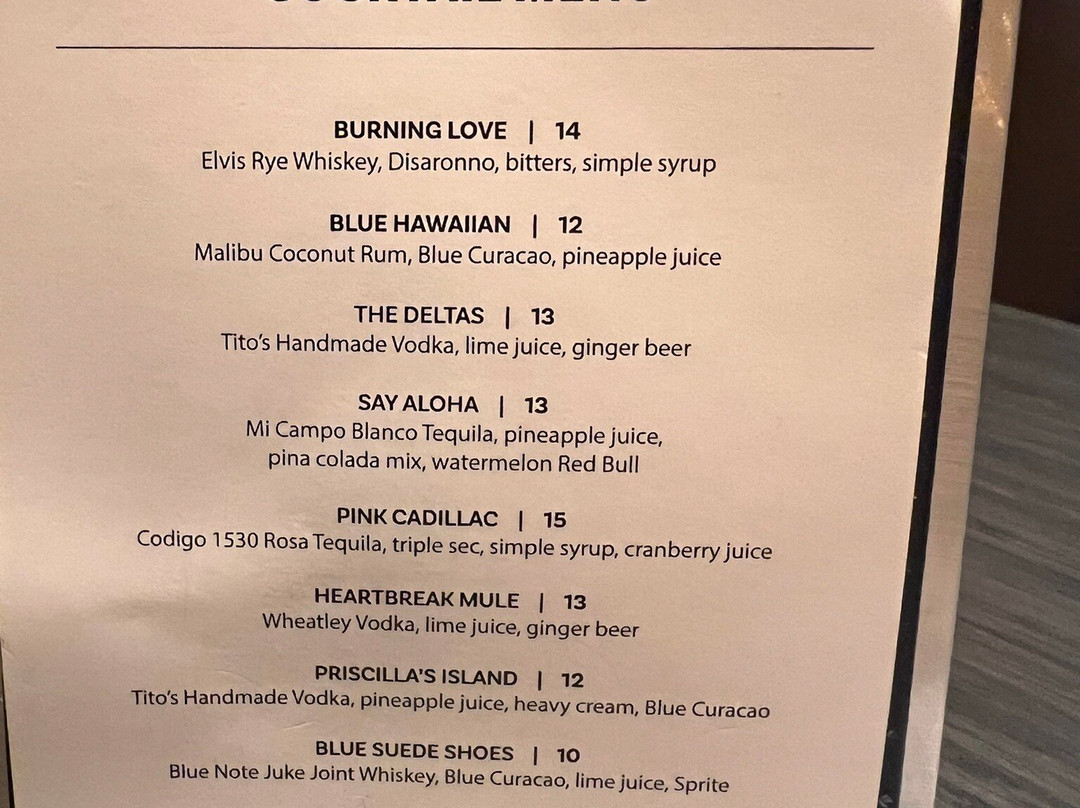 COCKTAIL MENU
BURNING LOVE | 14
Elvis Rye Whiskey, Disaronno, bitters, simple syrup
BLUE HAWAIIAN | 12
Malibu Coconut Rum, Blue Curacao, pineapple juice
THE DELTAS | 13
Tito's Handmade Vodka, lime juice, ginger beer
SAY ALOHA | 13
Mi Campo Blanco Tequila, pineapple juice,
pina colada mix, watermelon Red Bull
PINK CADILLAC | 15
Codigo 1530 Rosa Tequila, triple sec, simple syrup, cranberry juice
HEARTBREAK MULE | 13
Wheatley Vodka, lime juice, ginger beer
PRISCILLA'S ISLAND | 12
Tito's Handmade Vodka, pineapple juice, heavy cream, Blue Curacao
BLUE SUEDE SHOES | 10
Blue Note Juke Joint Whiskey, Blue Curacao, lime juice, Sprite